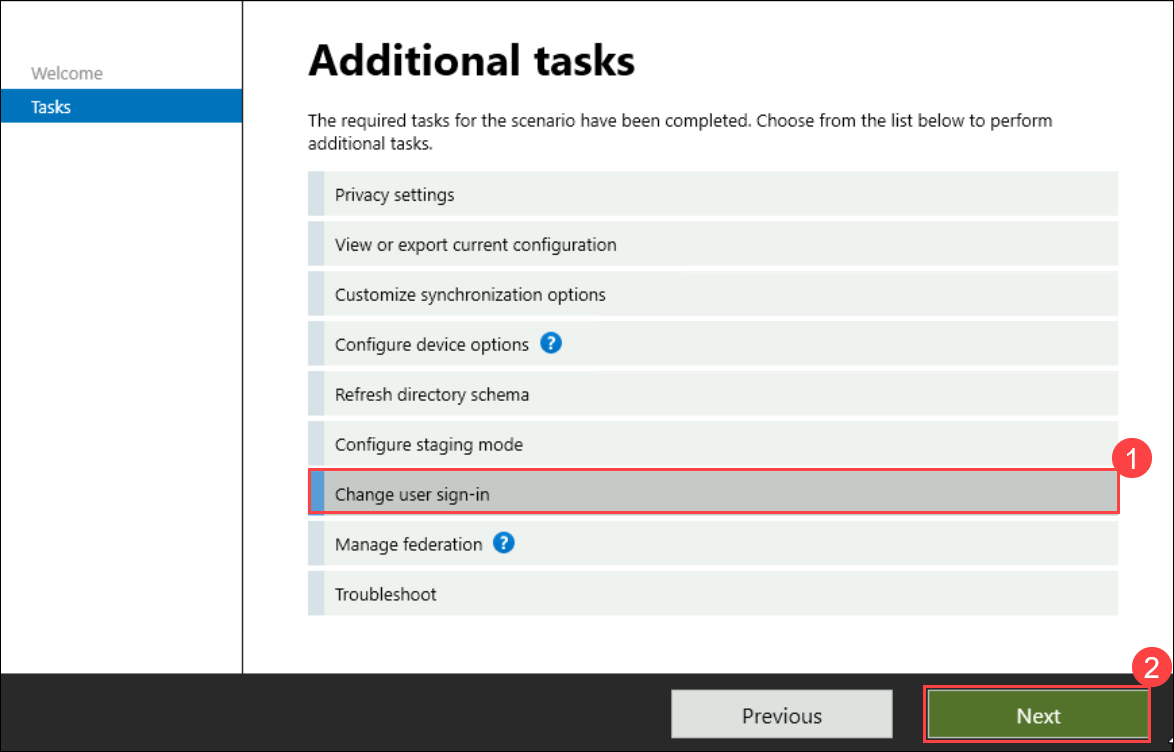 Welcome
Tasks
Additional tasks
The required tasks for the scenario have been completed. Choose from the list below to perform
additional tasks.
Privacy settings
View or export current configuration
Customize synchronization options
Configure device options ?
Refresh directory schema
Configure staging mode
1
Change user sign-in
Manage federation ?
Troubleshoot
2
Previous
Next